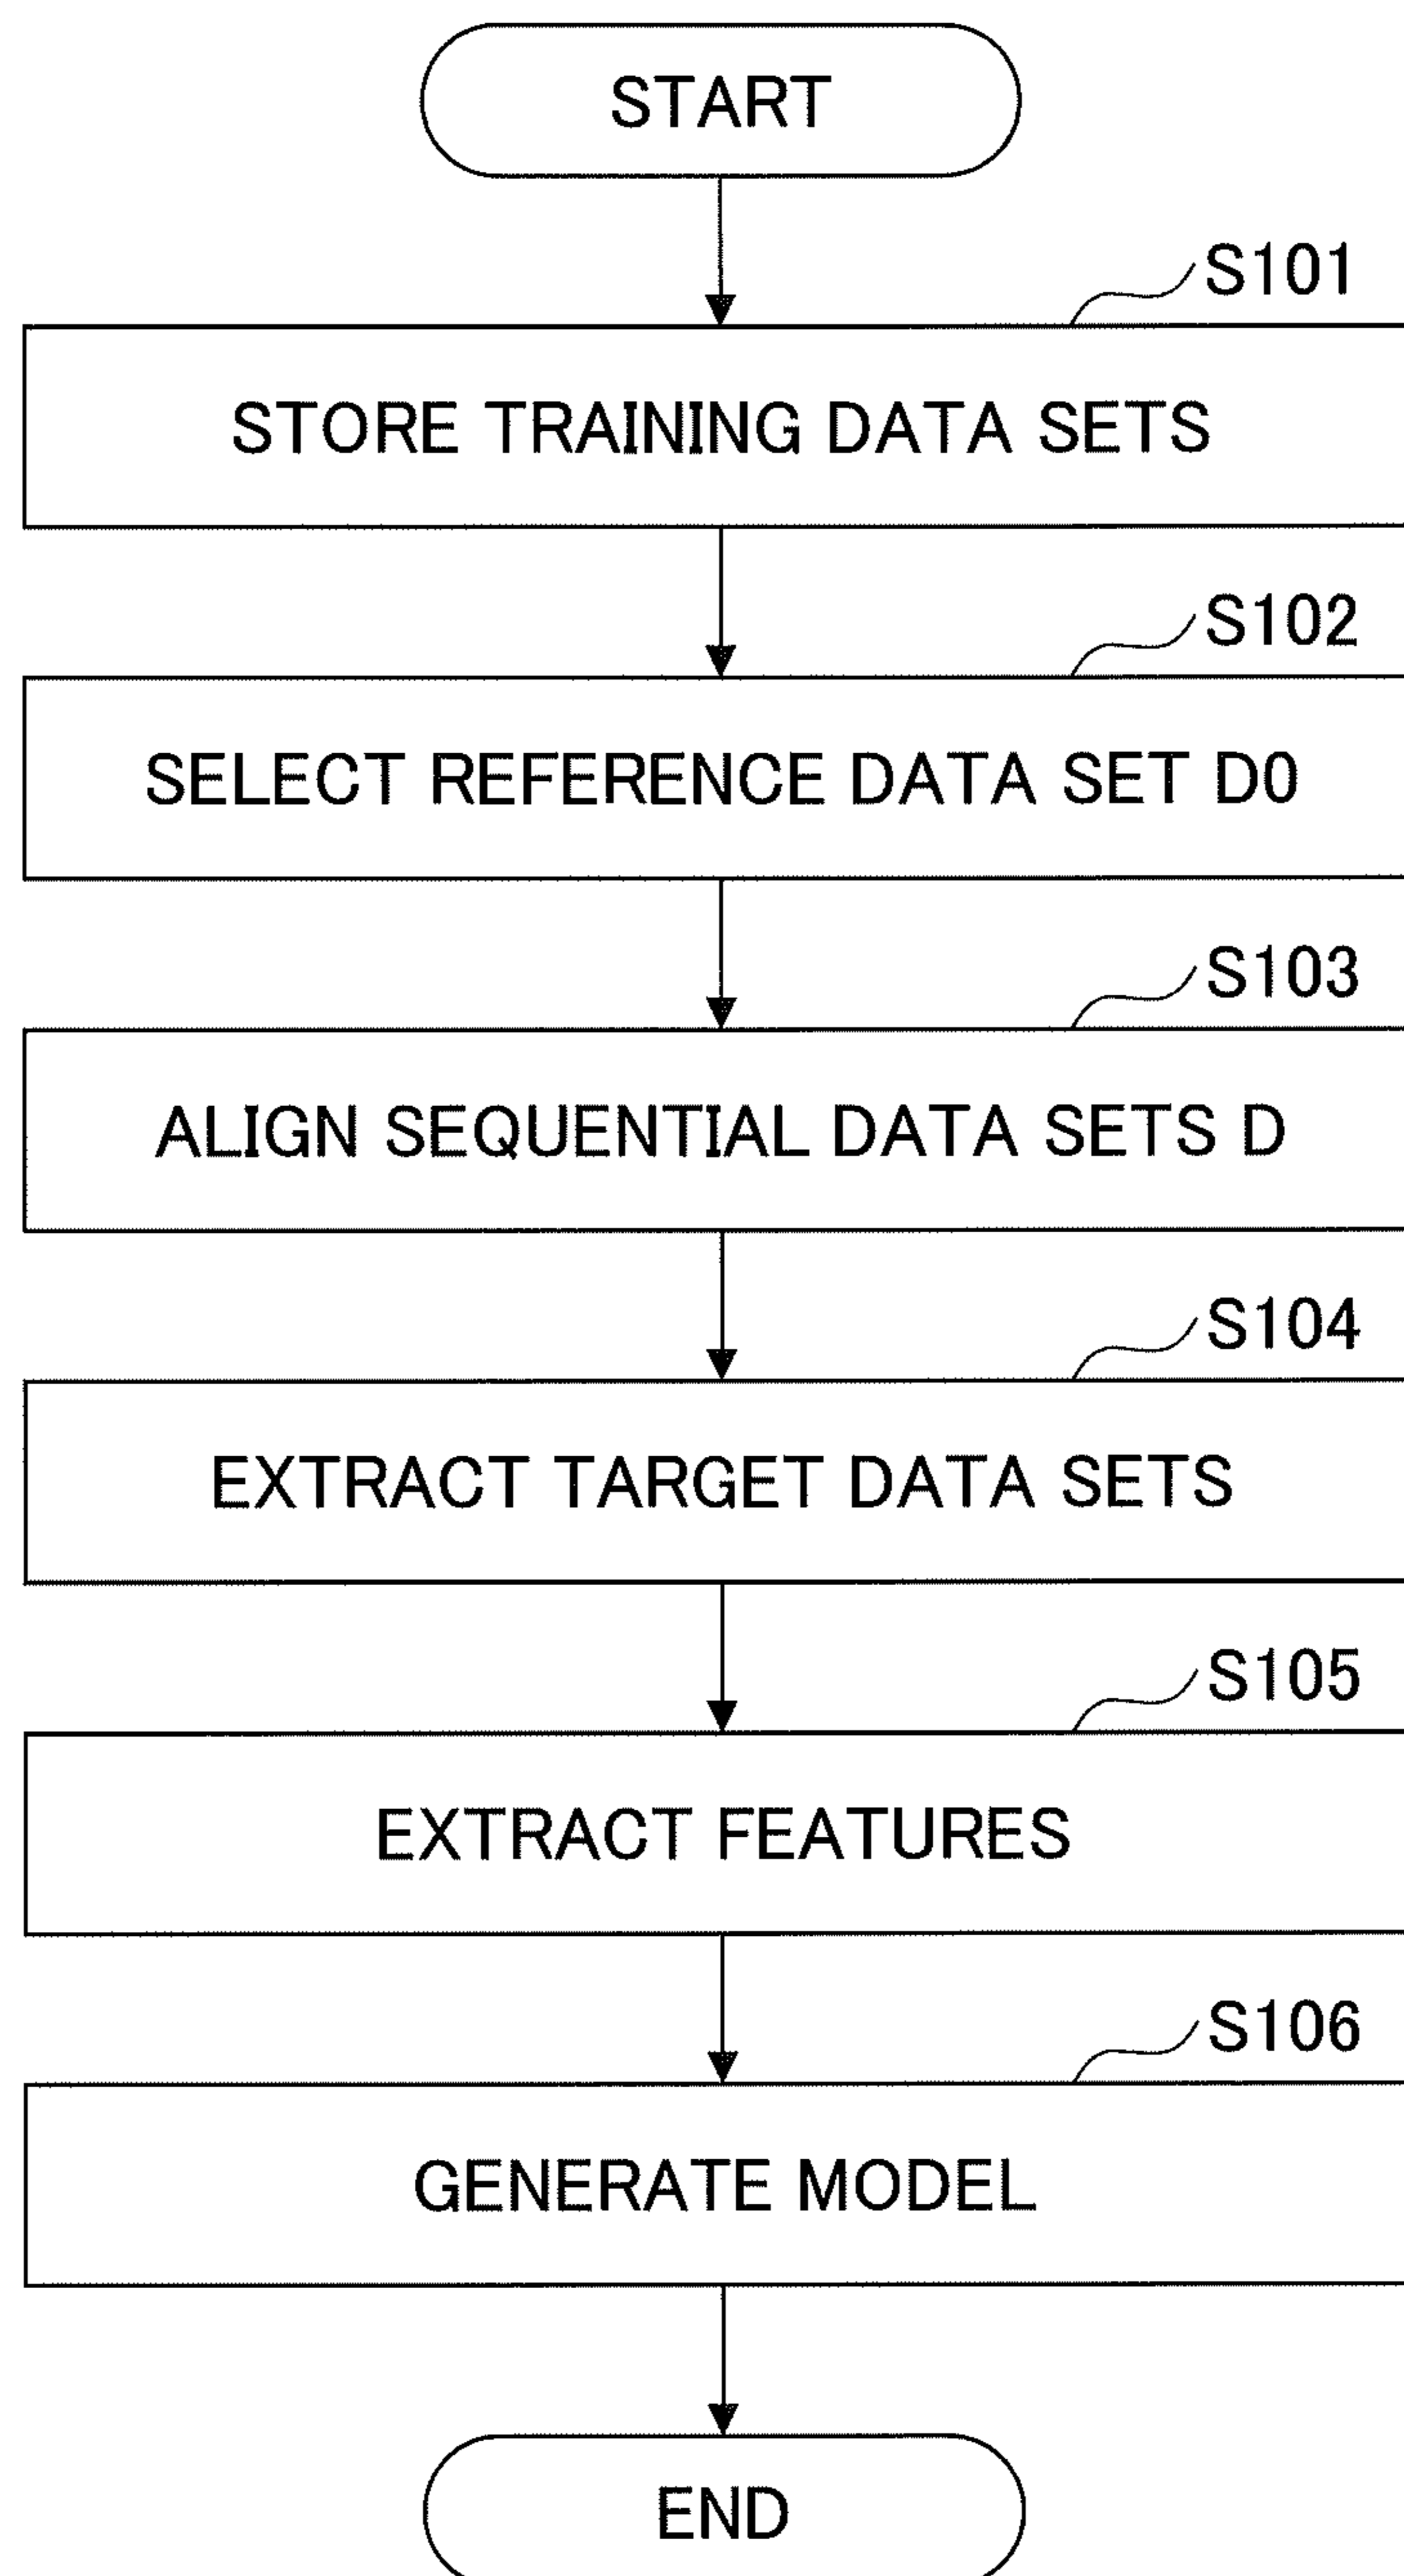 START
S101
STORE TRAINING DATA SETS
S102
SELECT REFERENCE DATA SET D0
S103
ALIGN SEQUENTIAL DATA SETS D
S104
EXTRACT TARGET DATA SETS
S105
EXTRACT FEATURES
S106
GENERATE MODEL
END